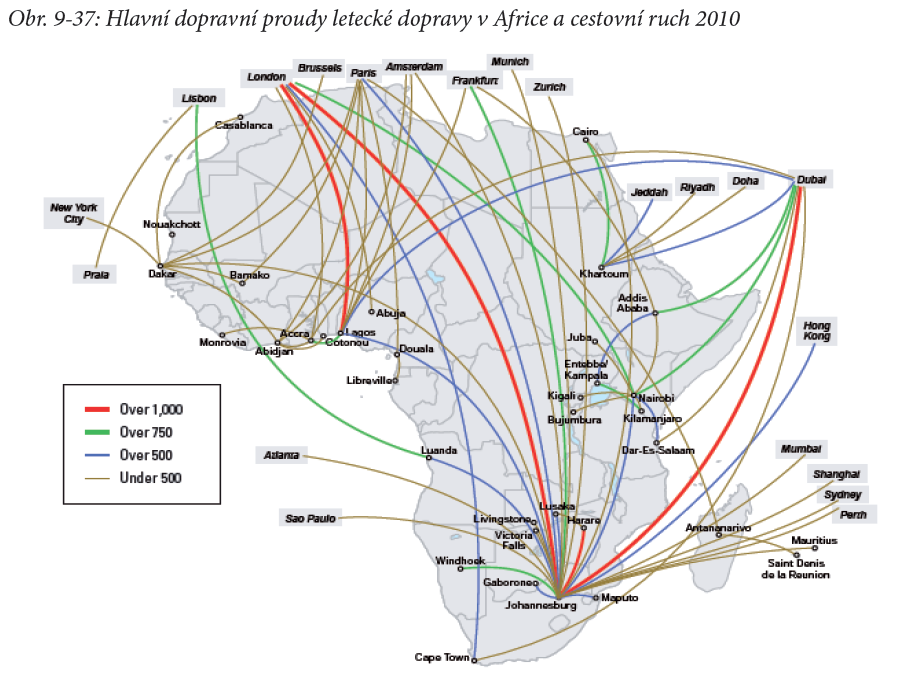 Obr. 9-37: Hlavní dopravní proudy letecké dopravy v Africe a cestovní ruch 2010
Munich
Brussels
Paris
Amsterdam
London
Frankfurt
Zurich
Lisbon
Casablanca
Cairo
Dubai
Jeddah
Riyadh
Doha
New York
City
Nouakchott
Praia
Dakar
Bamako
Khartoum
Addis
Ababa
Abuja
Hong
Kong
Monrovia
Accra
Lagos
Cotonou
Abidjan
Juba
Douala
Entebbe/
Kampala
Libreville
Kigali
Nairobi
Bujumbura
Kilamanjaro
Over 1,000
Over 750
Over 500
Under 500
Luanda
Dar-Es-Salaam
Atlanta
Mumbai
Shanghai
Sydney
Perth
Sao Paulo
Lusaka
Livingstone
Harare
Victoria
Falls
Antananarivo
Mauritius
Saint Denis
de la Reunion
Windhoek
Gaborone
Johannesburg
Maputo
Cape Town